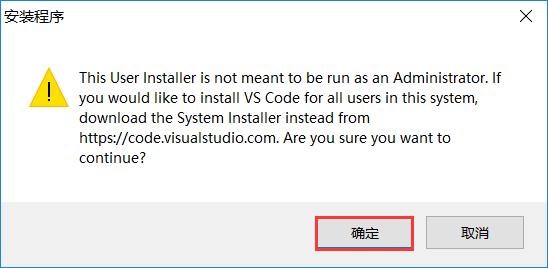 安装程序
This User Installer is not meant to be run as an Administrator. If
you would like to install VS Code for all users in this system,
download the System Installer instead from
https://code.visualstudio.com. Are you sure you want to
continue?
确定
取消